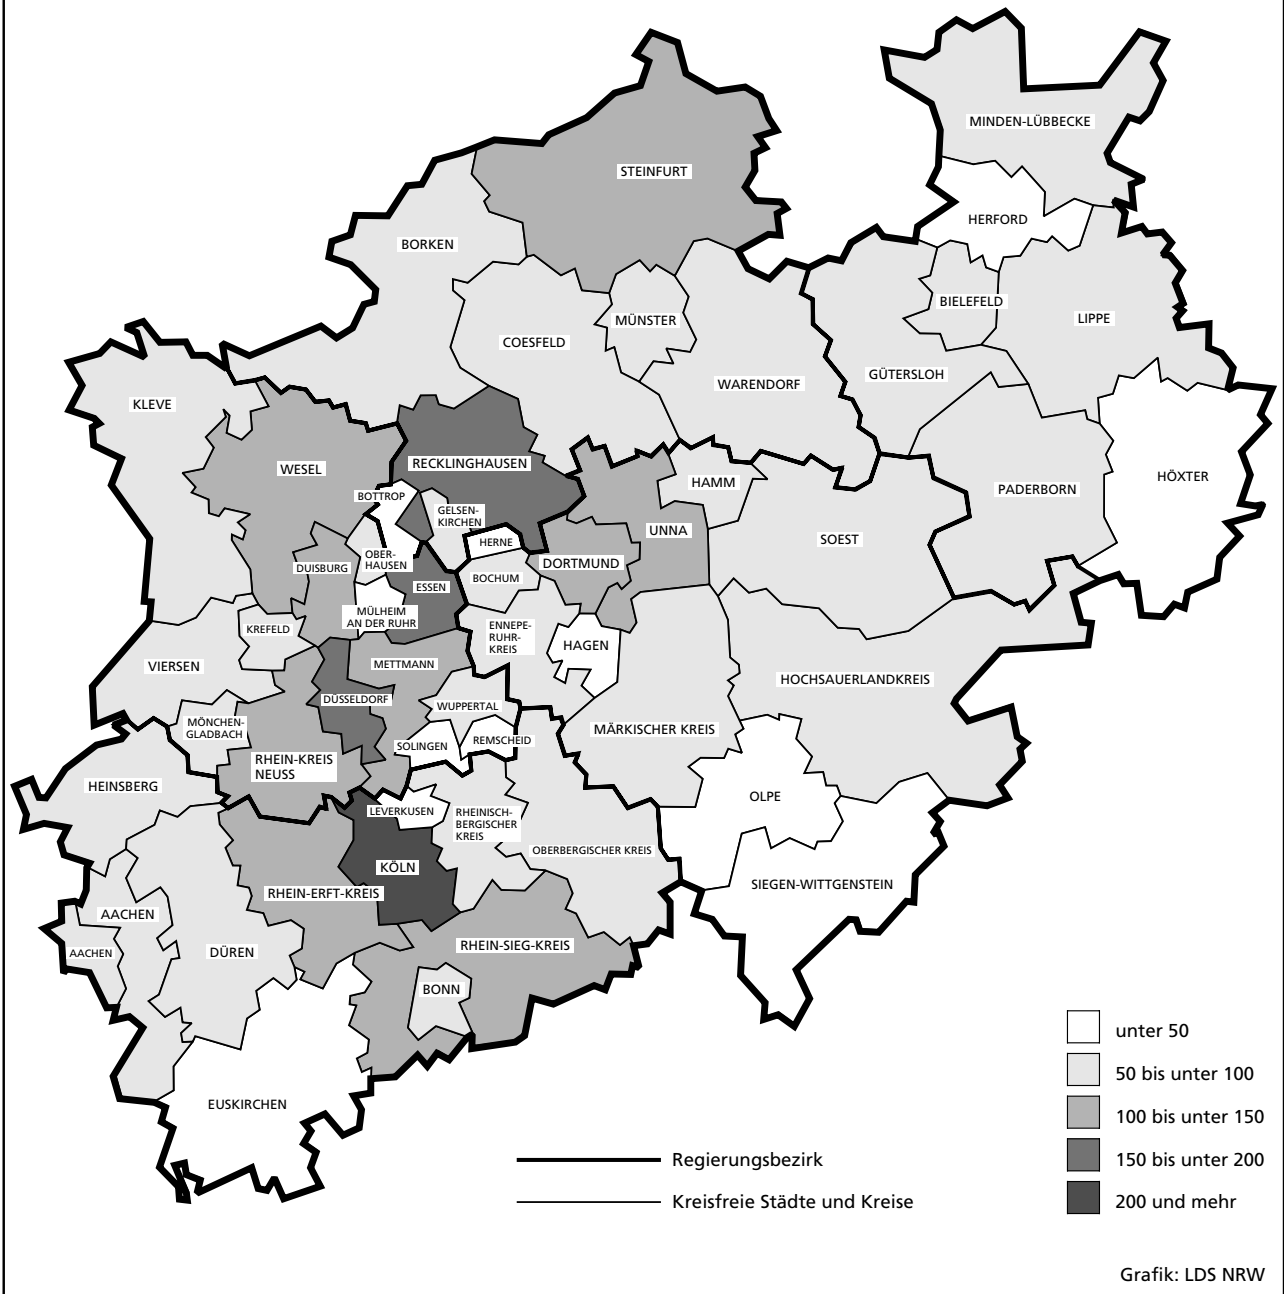 MINDEN-LÜBBECKE
STEINFURT
HERFORD
BORKEN
BIELEFELD
LIPPE
MÜNSTER
COESFELD
GÜTERSLOH
WARENDORF
KLEVE
RECKLINGHAUSEN
WESEL
HÖXTER
HAMM
PADERBORN
BOTTROP
GELSEN-
KIRCHEN
UNNA
SOEST
HERNE
OBER-
HAUSEN
DORTMUND
DUISBURG
BOCHUM
ESSEN
MÜLHEIM
AN DER RUHR
KREFELD
ENNEPE-
RUHR-
KREIS
HAGEN
VIERSEN
METTMANN
HOCHSAUERLANDKREIS
DÜSSELDORF
WUPPERTAL
MÖNCHEN-
GLADBACH
MÄRKISCHER KREIS
SOLINGEN
REMSCHEID
RHEIN-KREIS
NEUSS
HEINSBERG
OLPE
LEVERKUSEN
RHEINISCH-
BERGISCHER
KREIS
OBERBERGISCHER KREIS
KÖLN
SIEGEN-WITTGENSTEIN
RHEIN-ERFT-KREIS
AACHEN
RHEIN-SIEG-KREIS
AACHEN
DÜREN
BONN
EUSKIRCHEN
unter 50
50 bis unter 100
100 bis unter 150
150 bis unter 200
200 und mehr
Regierungsbezirk
Kreisfreie Städte und Kreise
Grafik: LDS NRW